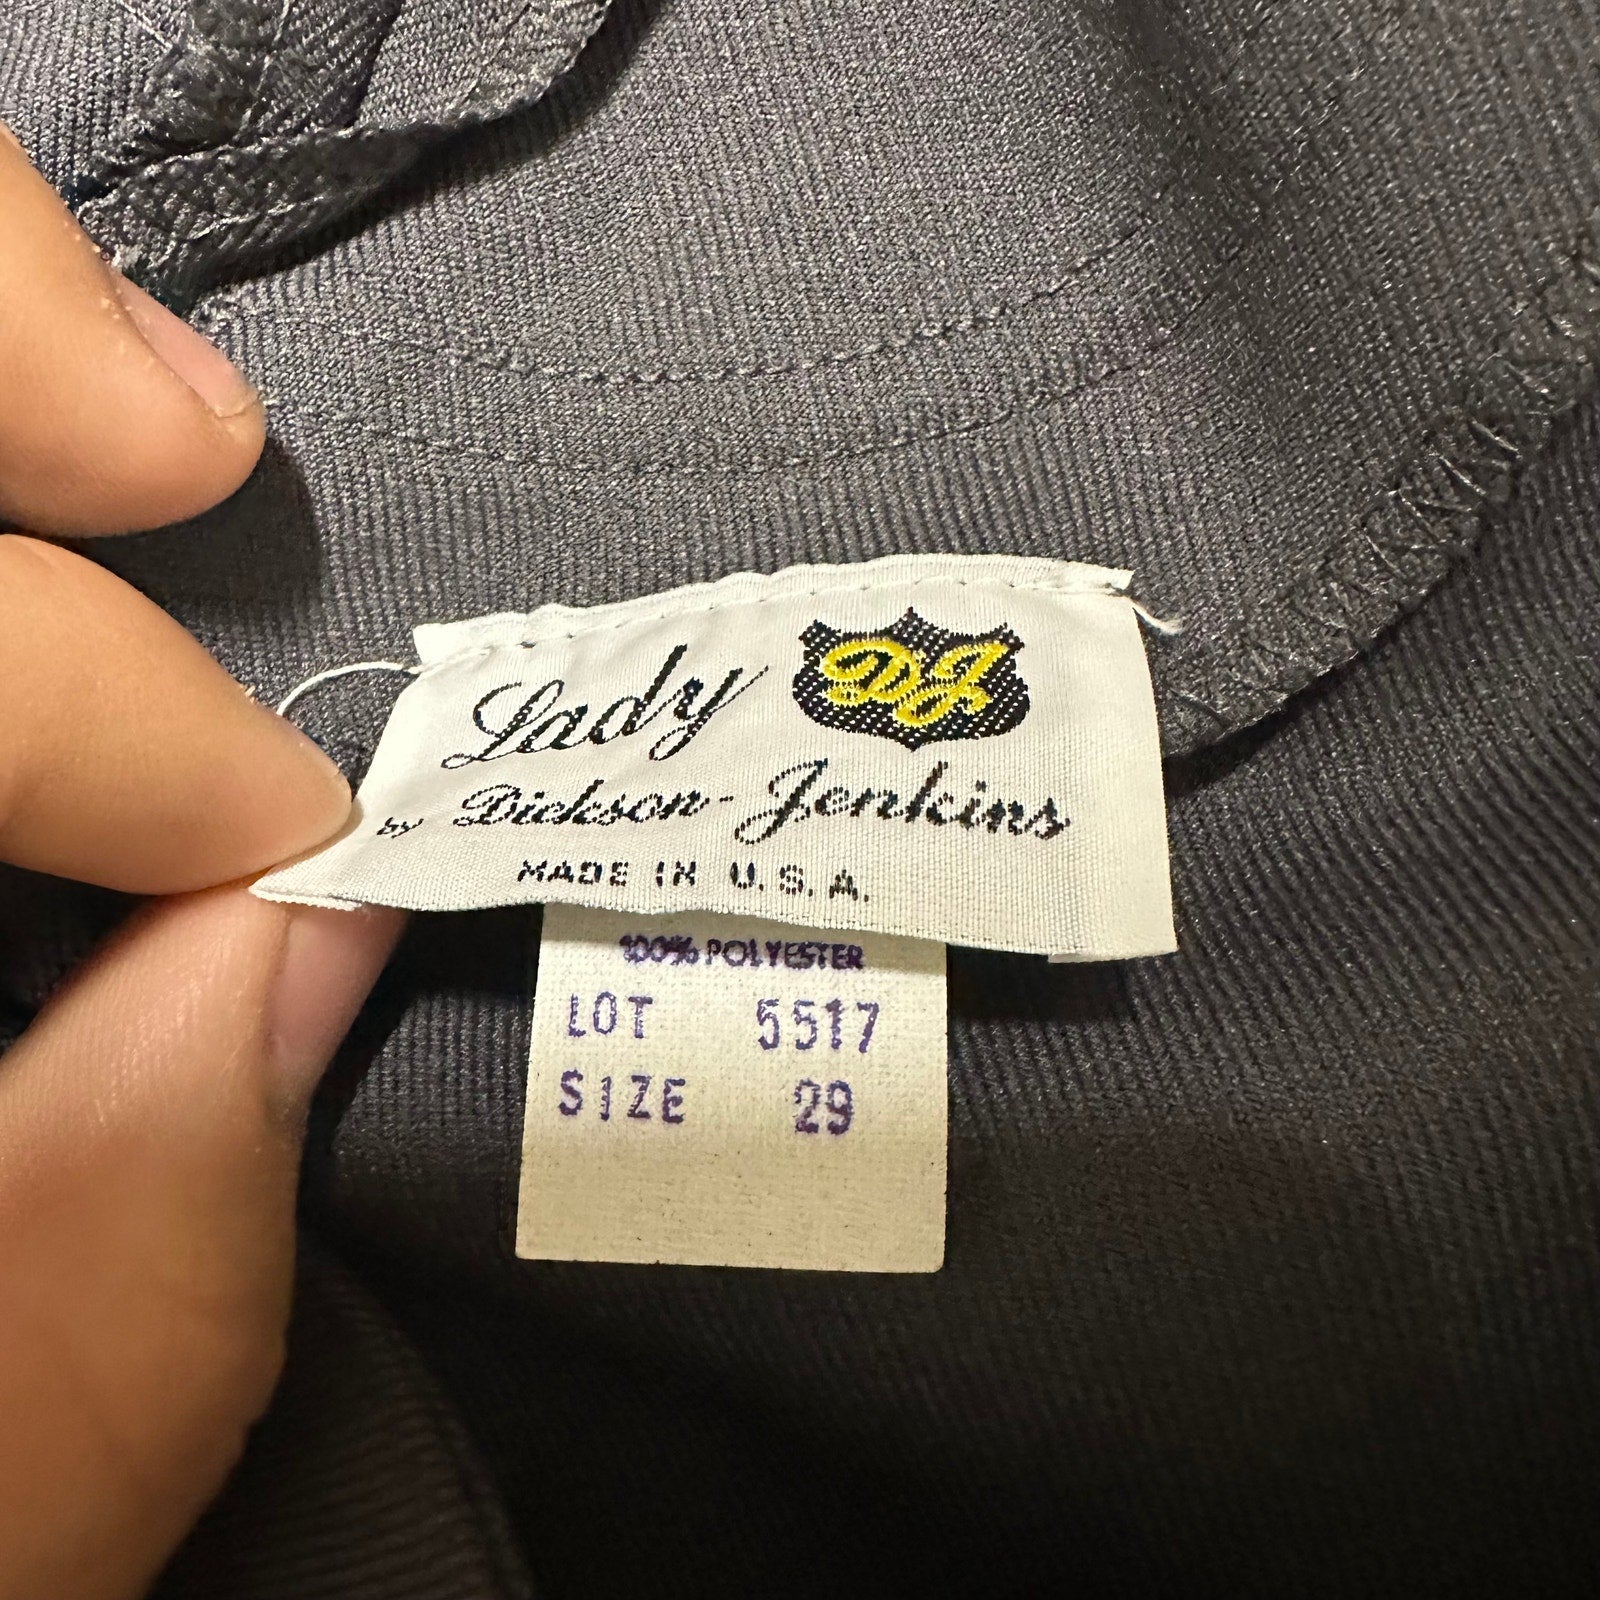 Lady DJ
by Dickson-Jenkins
MADE IN U.S.A.
100% POLYESTER
LOT 5517
SIZE 29